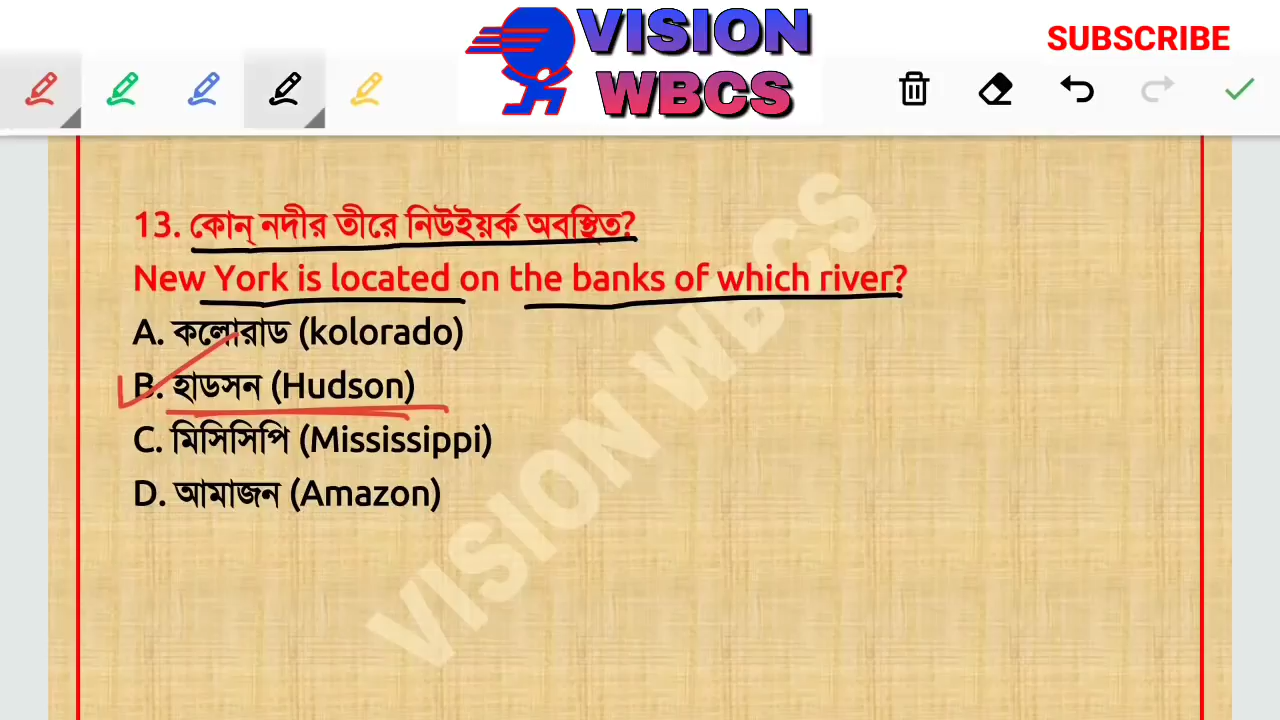 VISION
WBCS
SUBSCRIBE
13. কোন্ নদীর তীরে নিউইয়র্ক অবস্থিত?
New York is located on the banks of which river?
A. কলোরাড (kolorado)
B. হাডসন (Hudson)
C. মিসিসিপি (Mississippi)
D. আমাজন (Amazon)
VISION WBCS